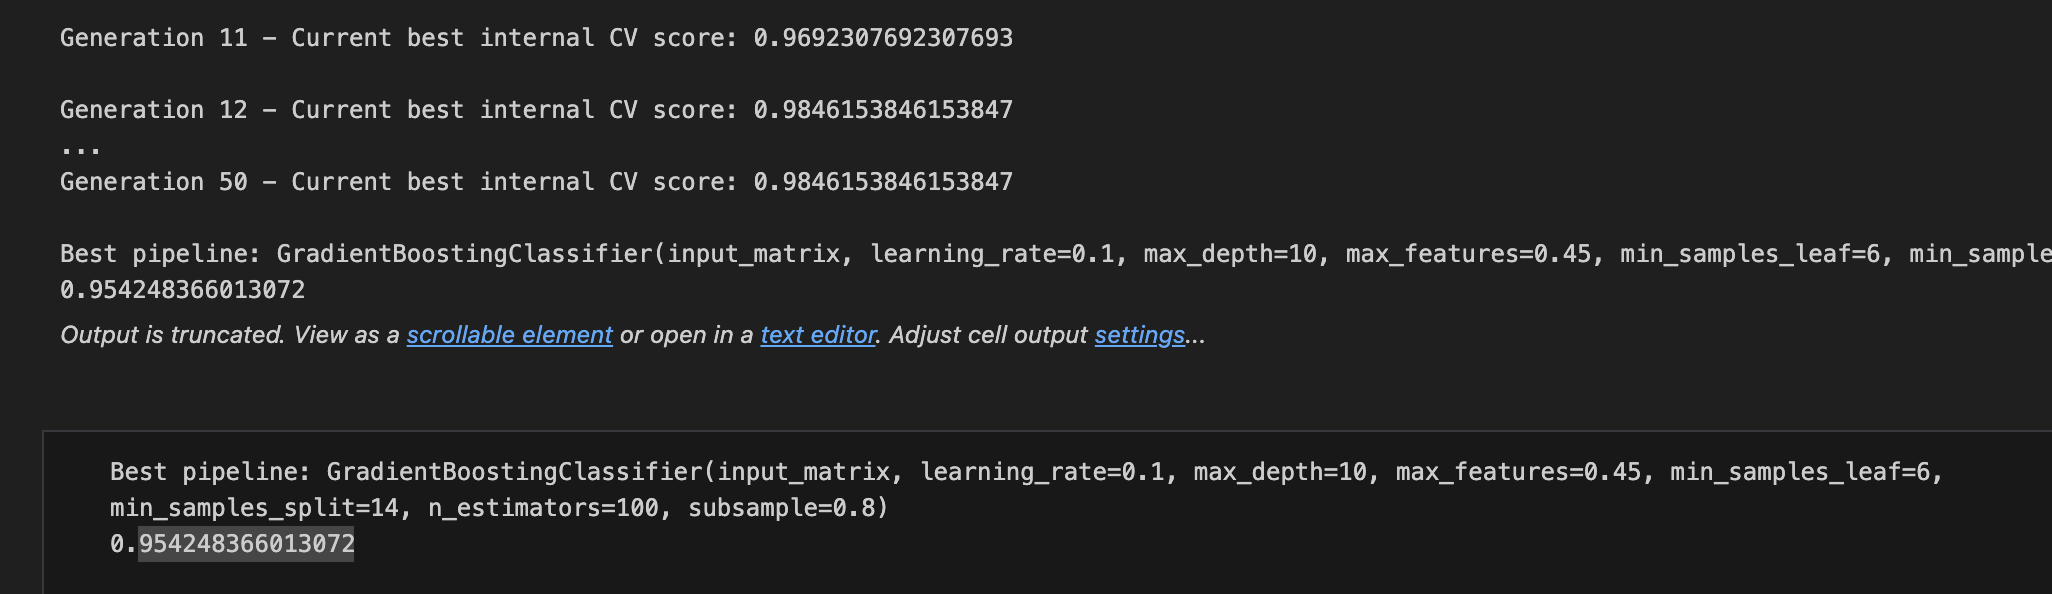 Generation 11 – Current best internal CV score: 0.9692307692307693
Generation 12 – Current best internal CV score: 0.9846153846153847
...
Generation 50 – Current best internal CV score: 0.9846153846153847
Best pipeline: GradientBoostingClassifier(input_matrix, learning_rate=0.1, max_depth=10, max_features=0.45, min_samples_leaf=6, min_sample
0.954248366013072
Output is truncated. View as a scrollable element or open in a text editor. Adjust cell output settings...
Best pipeline: GradientBoostingClassifier(input_matrix, learning_rate=0.1, max_depth=10, max_features=0.45, min_samples_leaf=6,
min_samples_split=14, n_estimators=100, subsample=0.8)
0.954248366013072